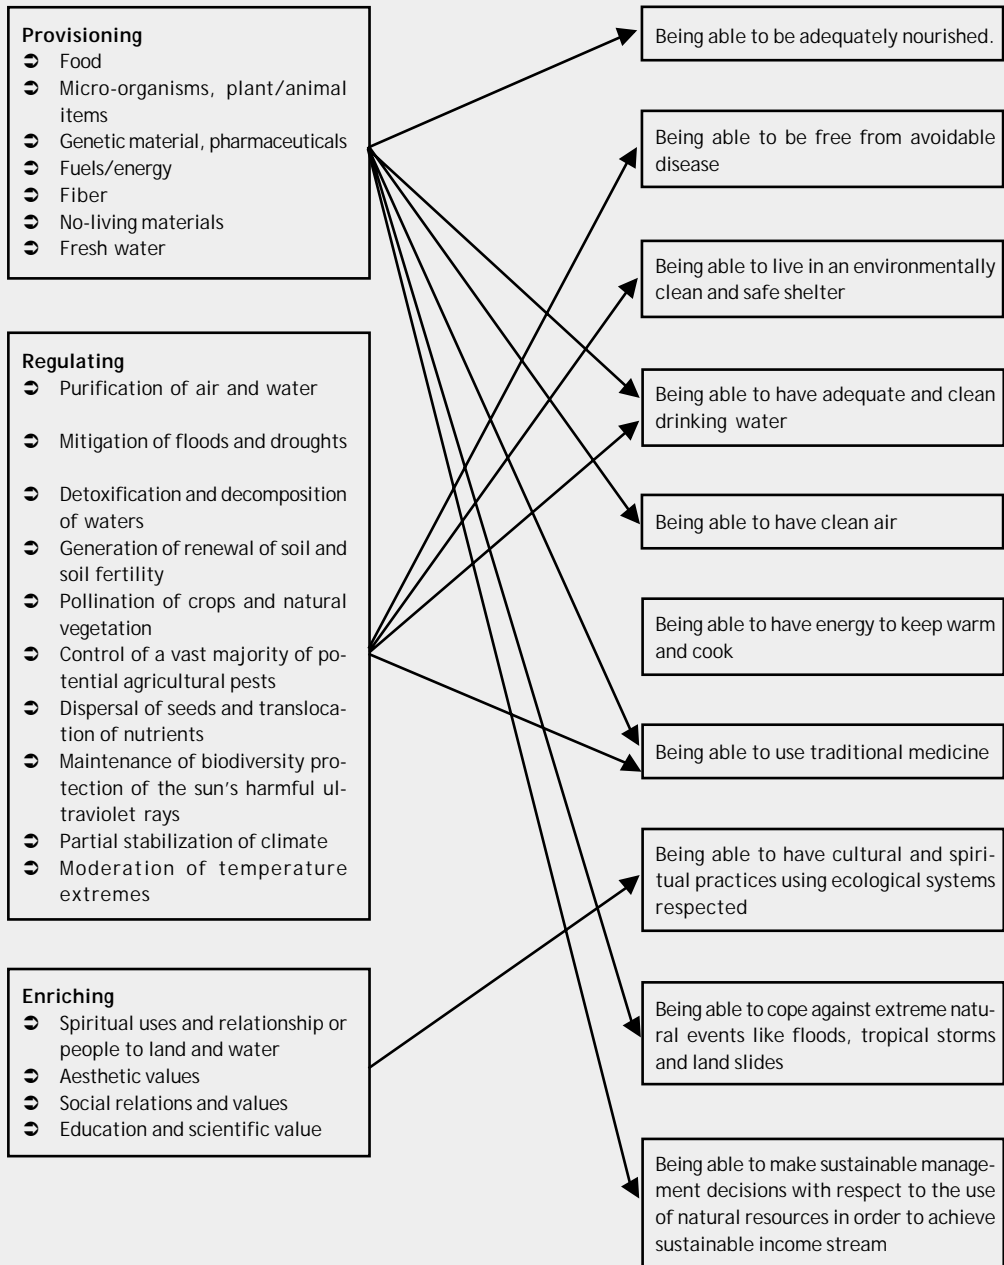 Provisioning
➲ Food
➲ Micro-organisms, plant/animal
items
➲ Genetic material, pharmaceuticals
➲ Fuels/energy
➲ Fiber
➲ No-living materials
➲ Fresh water
Regulating
➲ Purification of air and water
➲ Mitigation of floods and droughts
➲ Detoxification and decomposition
of waters
➲ Generation of renewal of soil and
soil fertility
➲ Pollination of crops and natural
vegetation
➲ Control of a vast majority of po-
tential agricultural pests
➲ Dispersal of seeds and transloca-
tion of nutrients
➲ Maintenance of biodiversity pro-
tection of the sun's harmful ul-
traviolet rays
➲ Partial stabilization of climate
➲ Moderation of temperature
extremes
Enriching
➲ Spiritual uses and relationship or
people to land and water
➲ Aesthetic values
➲ Social relations and values
➲ Education and scientific value
Being able to be adequately nourished.
Being able to be free from avoidable
disease
Being able to live in an environmentally
clean and safe shelter
Being able to have adequate and clean
drinking water
Being able to have clean air
Being able to have energy to keep warm
and cook
Being able to use traditional medicine
Being able to have cultural and spiri-
tual practices using ecological systems
respected
Being able to cope against extreme natu-
ral events like floods, tropical storms
and land slides
Being able to make sustainable manage-
ment decisions with respect to the use
of natural resources in order to achieve
sustainable income stream